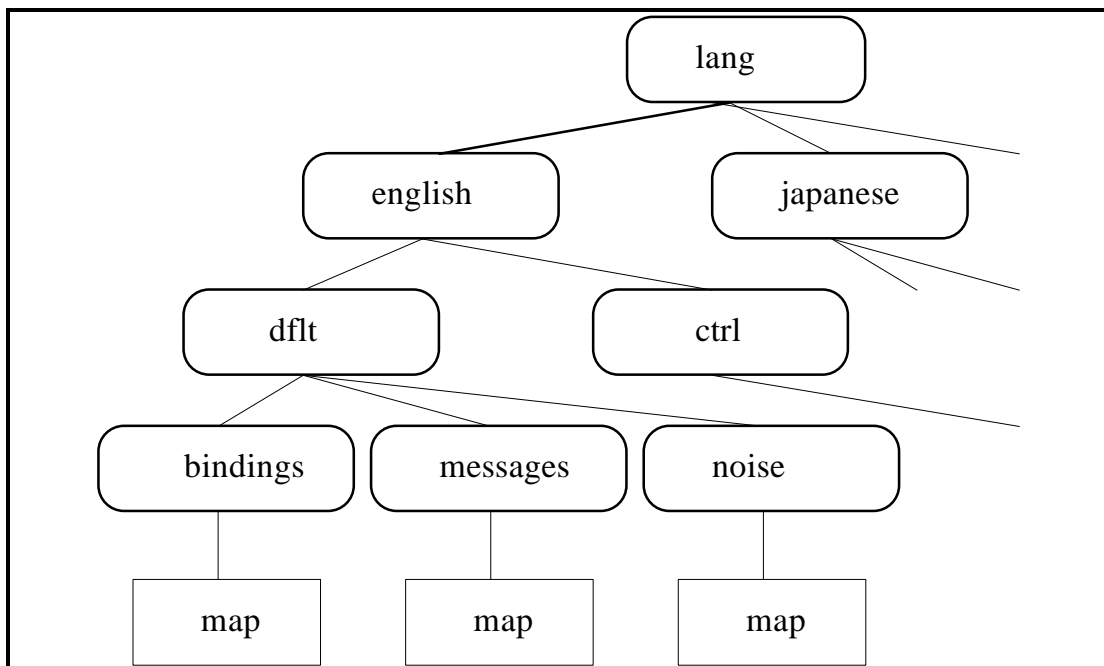 lang
english
japanese
dflt
ctrl
bindings
messages
noise
map
map
map